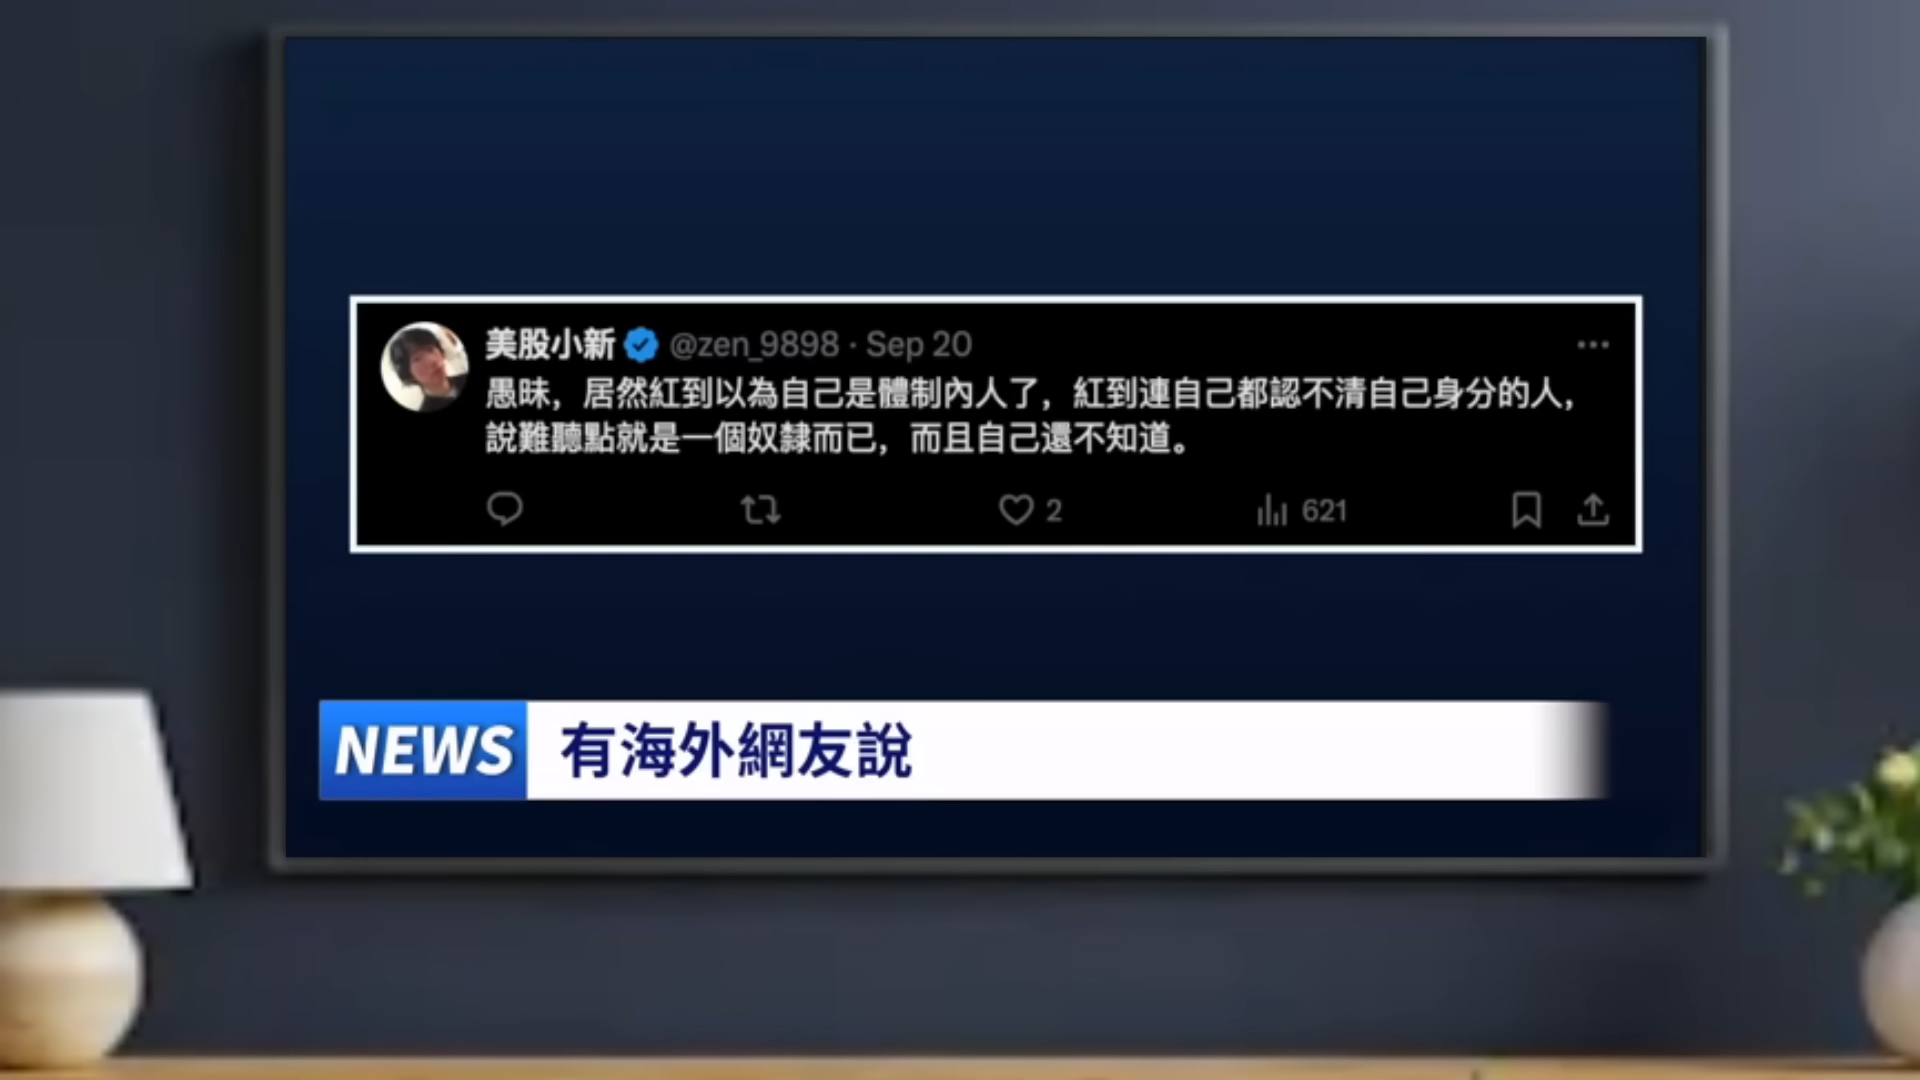 美股小新 @zen_9898 · Sep 20
愚昧，居然紅到以為自己是體制內人了，紅到連自己都認不清自己身分的人，
說難聽點就是一個奴隸而已，而且自己還不知道。
2 621
NEWS 有海外網友說